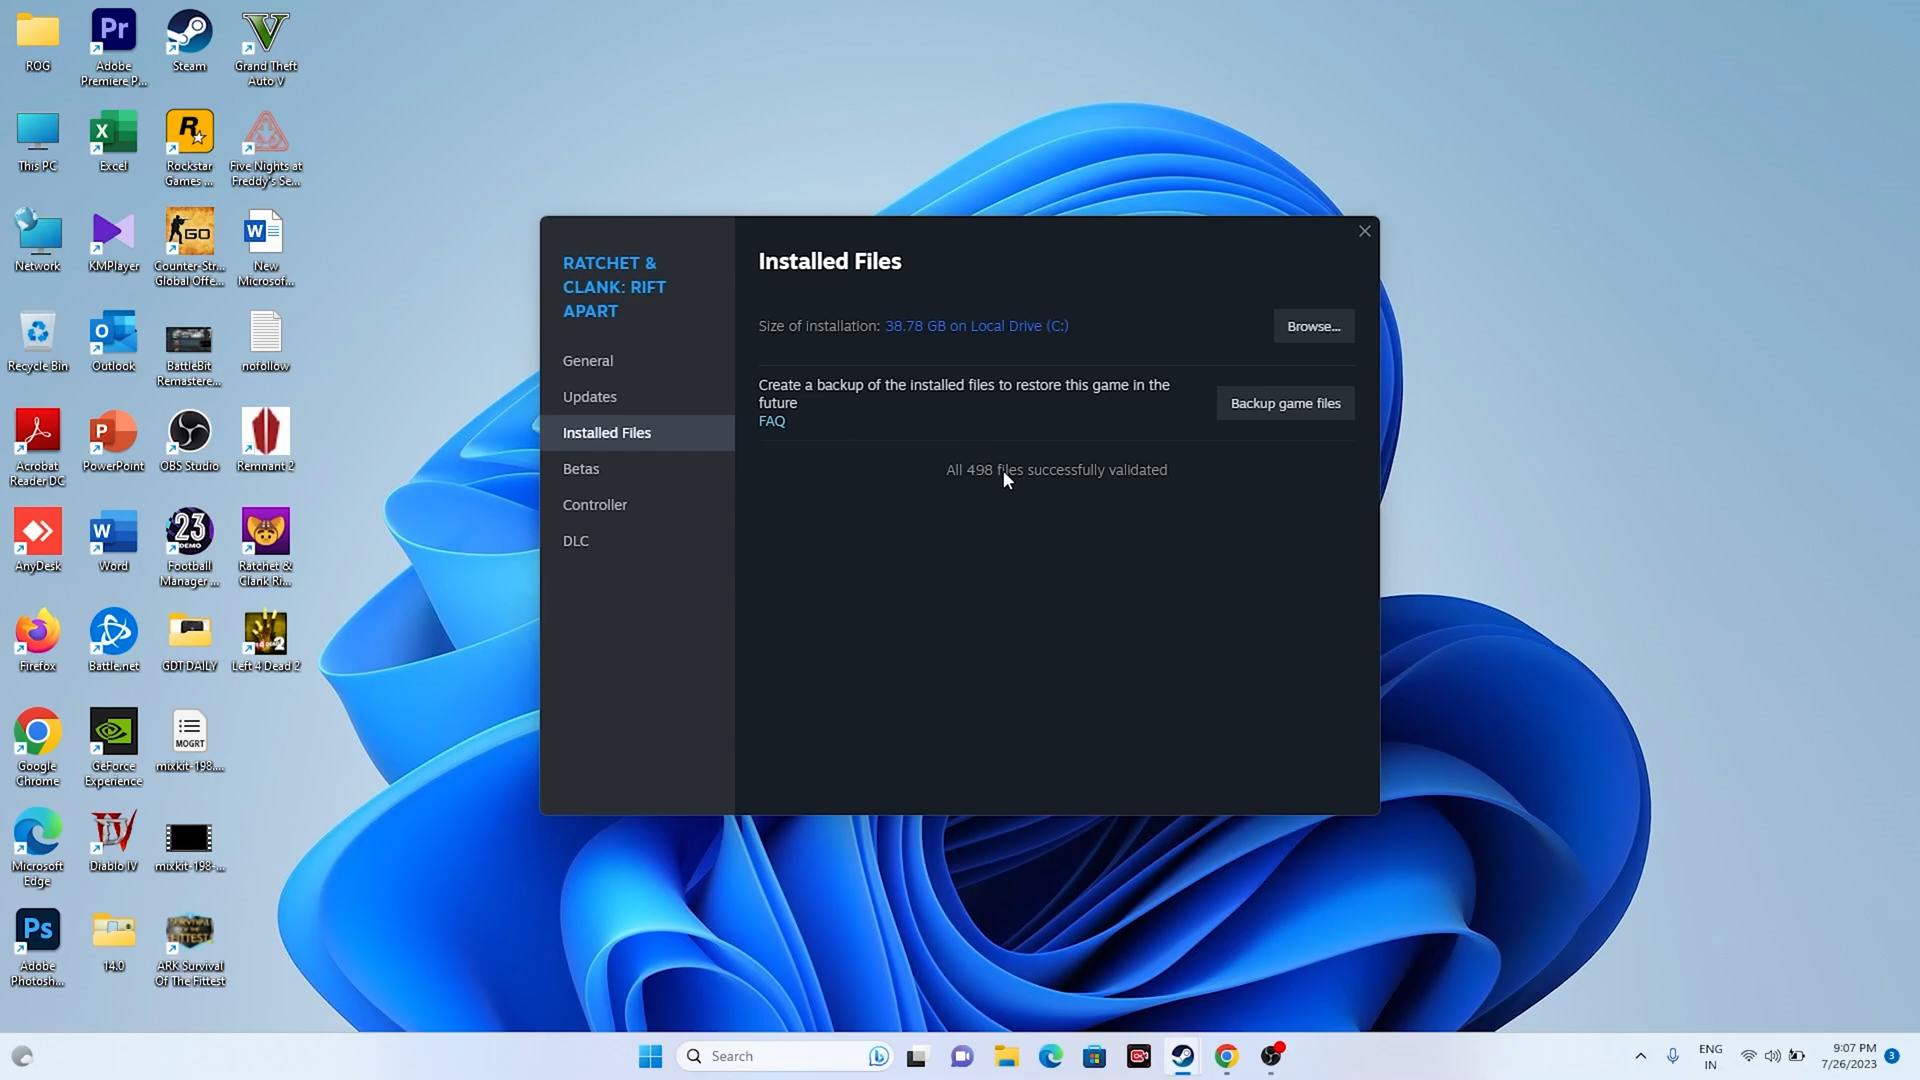 ROG
Adobe
Premiere P...
Steam
Grand Theft
Auto V
This PC
Excel
Rockstar
Games ...
Five Nights at
Freddy's Se...
Network
KMPlayer
Counter-Str...
Global Offe...
New
Microsof...
Recycle Bin
Outlook
BattleBit
Remastere...
nofollow
Acrobat
Reader DC
PowerPoint
OBS Studio
Remnant 2
AnyDesk
Word
Football
Manager ...
Ratchet &
Clank Ri...
Firefox
Battle.net
GDT DAILY
Left 4 Dead 2
Google
Chrome
GeForce
Experience
MOGRT
mixkit-198....
Microsoft
Edge
Diablo IV
mixkit-198-...
Adobe
Photosh...
14.0
ARK Survival
Of The Fittest
RATCHET &
CLANK: RIFT
APART
General
Updates
Installed Files
Betas
Controller
DLC
Installed Files
Size of installation: 38.78 GB on Local Drive (C:)
Browse...
Create a backup of the installed files to restore this game in the
future
FAQ
Backup game files
All 498 files successfully validated
Search
ENG
IN
9:07 PM
7/26/2023
3